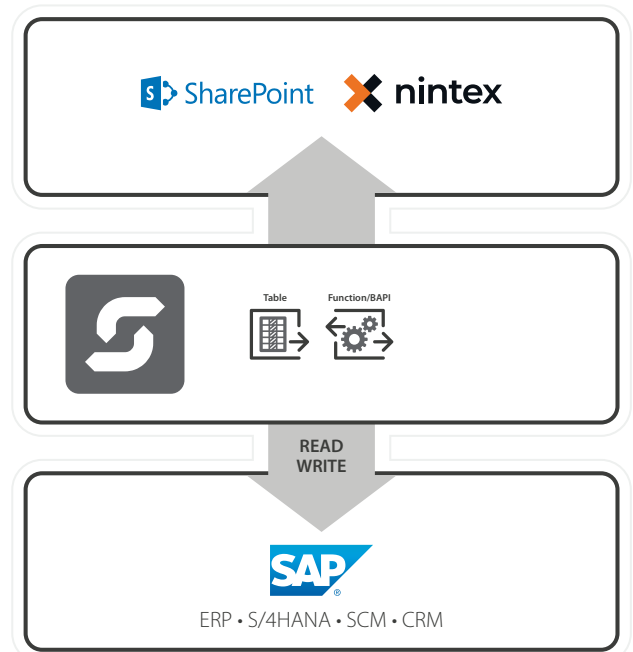 S SharePoint nintex
Table Function/BAPI
READ
WRITE
SAP ®
ERP • S/4HANA • SCM • CRM